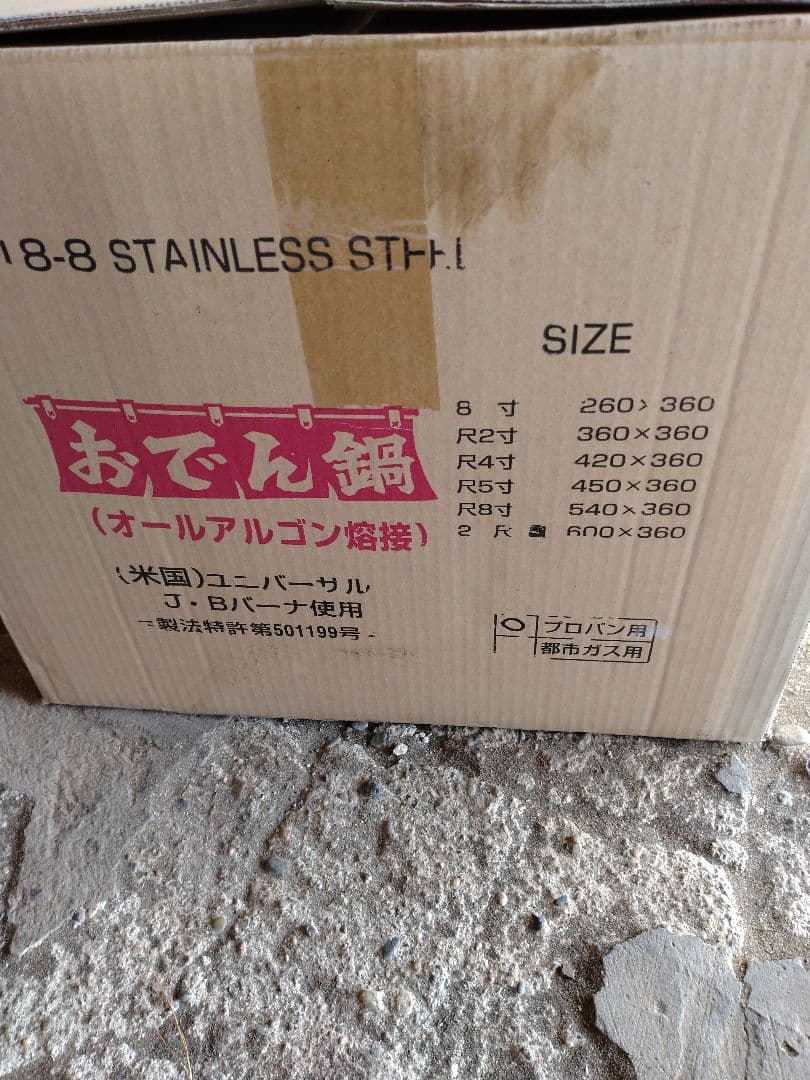 18-8 STAINLESS STEEL
SIZE
8 寸 260×360
尺2寸 360×360
尺4寸 420×360
尺5寸 450×360
尺8寸 540×360
2 尺 600×360
おでん鍋
(オールアルゴン熔接)
(米国)ユニバーサル
J・Bバーナ使用
製法特許第501199号
○ プロパン用
都市ガス用